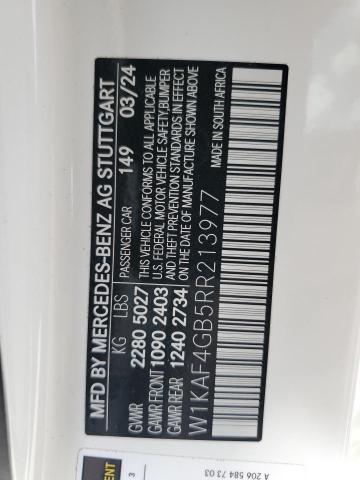 MFD BY MERCEDES-BENZ AG STUTTGART
KG LBS PASSENGER CAR 149 03/24
GVWR 2280 5027 THIS VEHICLE CONFORMS TO ALL APPLICABLE
GAWR FRONT 1090 2403 U.S. FEDERAL MOTOR VEHICLE SAFETY, BUMPER
GAWR REAR 1240 2734 AND THEFT PREVENTION STANDARDS IN EFFECT
ON THE DATE OF MANUFACTURE SHOWN ABOVE
W1KAF4GB5RR213977 MADE IN SOUTH AFRICA
A 206 584 73 03